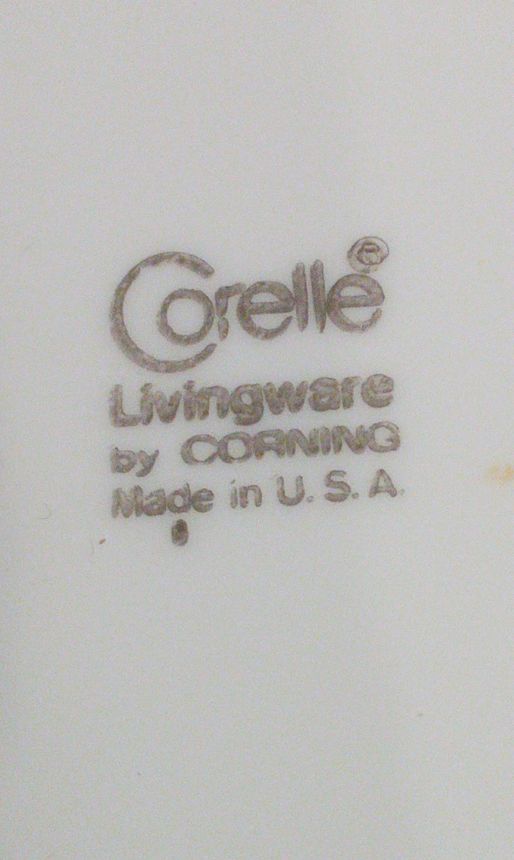 Corelle®
Livingware
by CORNING
Made in U.S.A.